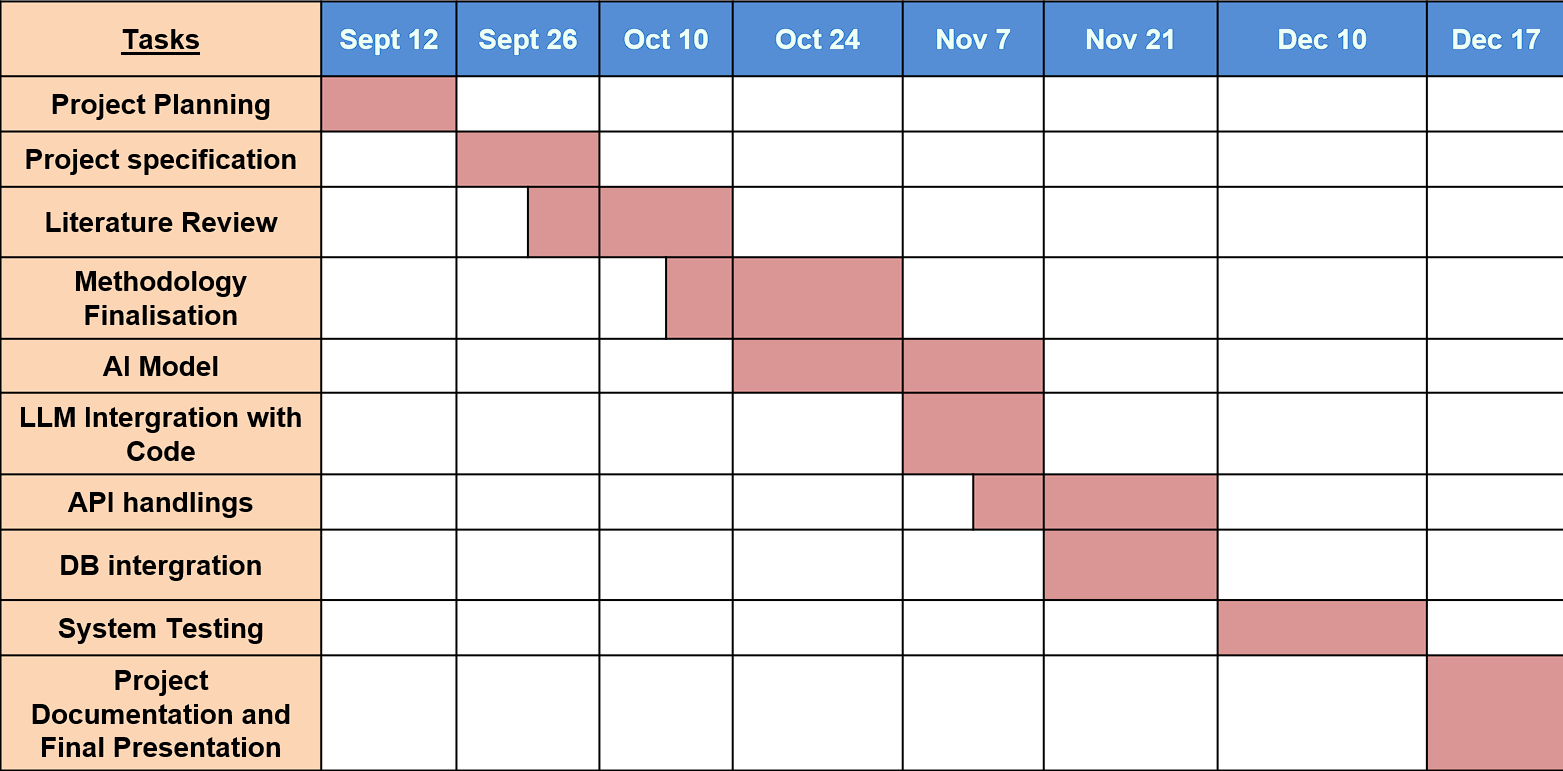 Tasks
Sept 12
Sept 26
Oct 10
Oct 24
Nov 7
Nov 21
Dec 10
Dec 17
Project Planning
Project specification
Literature Review
Methodology
Finalisation
AI Model
LLM Intergration with
Code
API handlings
DB intergration
System Testing
Project
Documentation and
Final Presentation